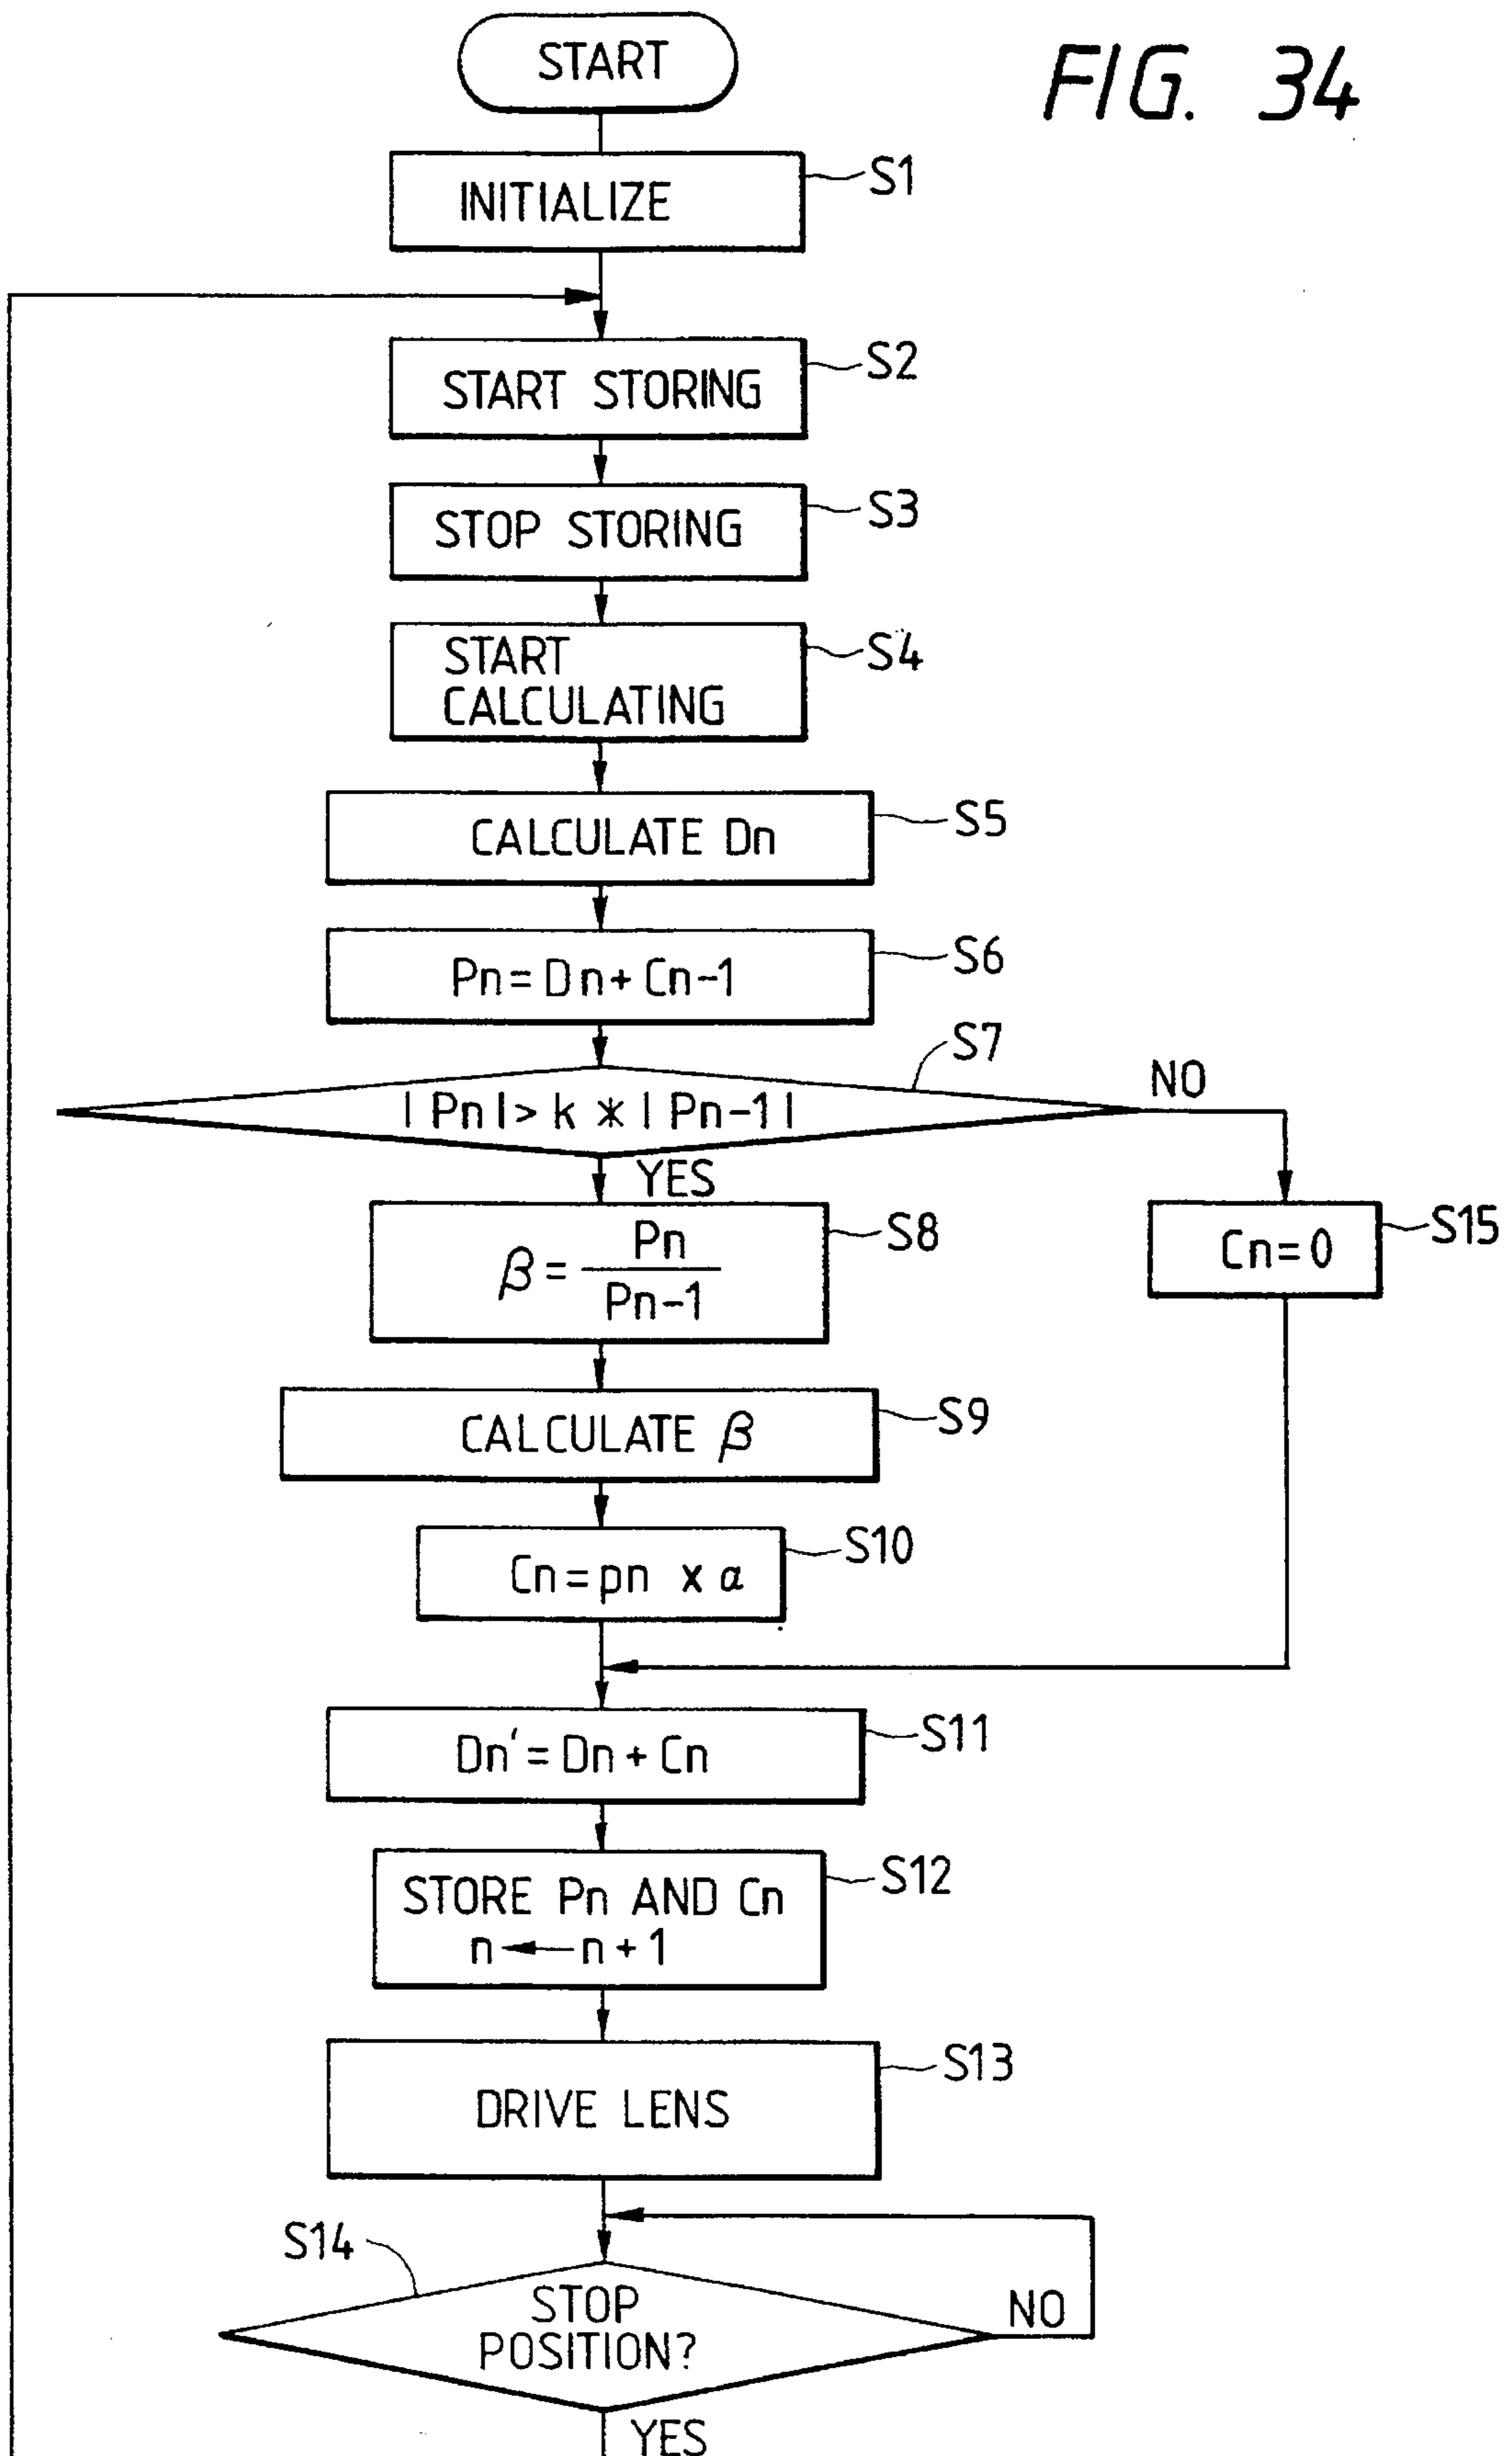 START
FIG. 34
INITIALIZE
S1
START STORING
S2
STOP STORING
S3
START
CALCULATING
S4
CALCULATE Dn
S5
Pn = Dn + Cn-1
S6
| Pn | > k * | Pn-1 |
S7
NO
YES
β = Pn / Pn-1
S8
Cn = 0
S15
CALCULATE β
S9
Cn = pn x α
S10
Dn' = Dn + Cn
S11
STORE Pn AND Cn
n ← n + 1
S12
DRIVE LENS
S13
S14
STOP
POSITION?
NO
YES